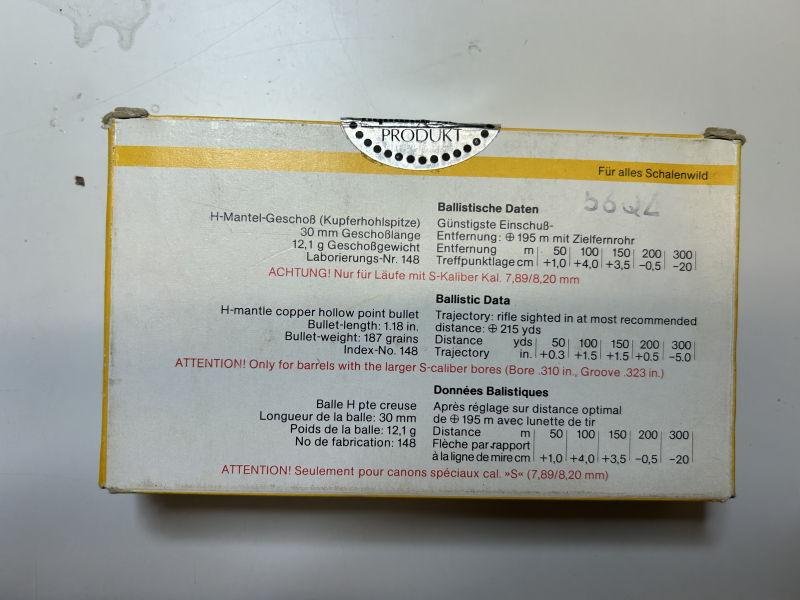 PRODUKT
Für alles Schalenwild
56QZ
H-Mantel-Geschoß (Kupferhohlspitze)
30 mm Geschoßlänge
12,1 g Geschoßgewicht
Laborierungs-Nr. 148
Ballistische Daten
Günstigste Einschuß-
Entfernung: ⊕ 195 m mit Zielfernrohr
Entfernung m 50 100 150 200 300
Treffpunktlage cm +1,0 +4,0 +3,5 -0,5 -20
ACHTUNG! Nur für Läufe mit S-Kaliber Kal. 7,89/8,20 mm
H-mantle copper hollow point bullet
Bullet-length: 1.18 in.
Bullet-weight: 187 grains
Index-No. 148
Ballistic Data
Trajectory: rifle sighted in at most recommended
distance: ⊕ 215 yds
Distance yds 50 100 150 200 300
Trajectory in. +0.3 +1.5 +1.5 +0.5 -5.0
ATTENTION! Only for barrels with the larger S-caliber bores (Bore .310 in., Groove .323 in.)
Balle H pte creuse
Longueur de la balle: 30 mm
Poids de la balle: 12,1 g
No de fabrication: 148
Données Balistiques
Après réglage sur distance optimal
de ⊕ 195 m avec lunette de tir
Distance m 50 100 150 200 300
Flèche par rapport
à la ligne de mire cm +1,0 +4,0 +3,5 -0,5 -20
ATTENTION! Seulement pour canons spéciaux cal. »S« (7,89/8,20 mm)